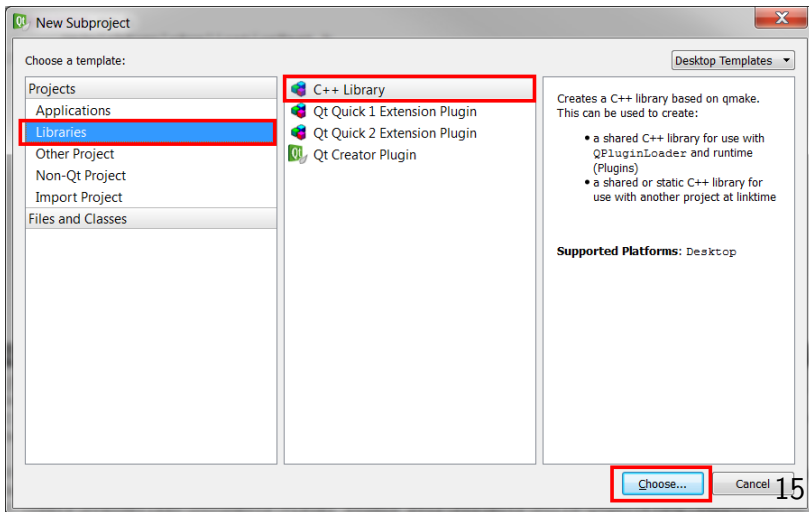 New Subproject
Choose a template:
Desktop Templates
Projects
Applications
Libraries
Other Project
Non-Qt Project
Import Project
Files and Classes
C++ Library
Qt Quick 1 Extension Plugin
Qt Quick 2 Extension Plugin
Qt Creator Plugin
Creates a C++ library based on qmake.
This can be used to create:
• a shared C++ library for use with
QPluginLoader and runtime
(Plugins)
• a shared or static C++ library for
use with another project at linktime
Supported Platforms: Desktop
Choose...
Cancel
15